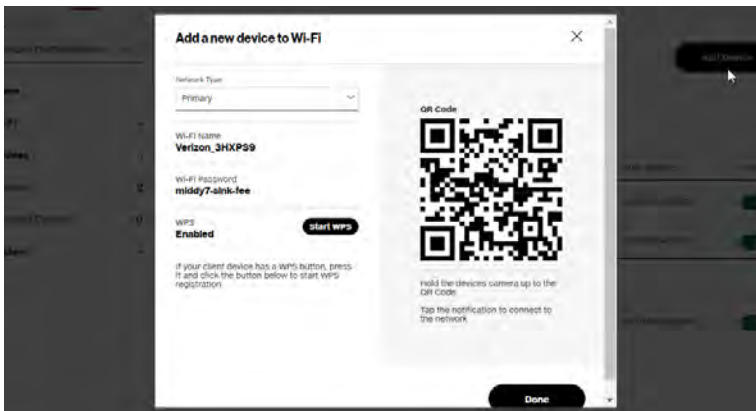 Add a new device to Wi-Fi
Network Type
Primary
Wi-Fi Name
Verizon_3HXPS9
Wi-Fi Password
middy7-sink-fee
WPS
Enabled
Start WPS
If your client device has a WPS button, press
it and click the button below to start WPS
registration
QR Code
Hold the devices camera up to the
QR Code
Tap the notification to connect to
the network
Done